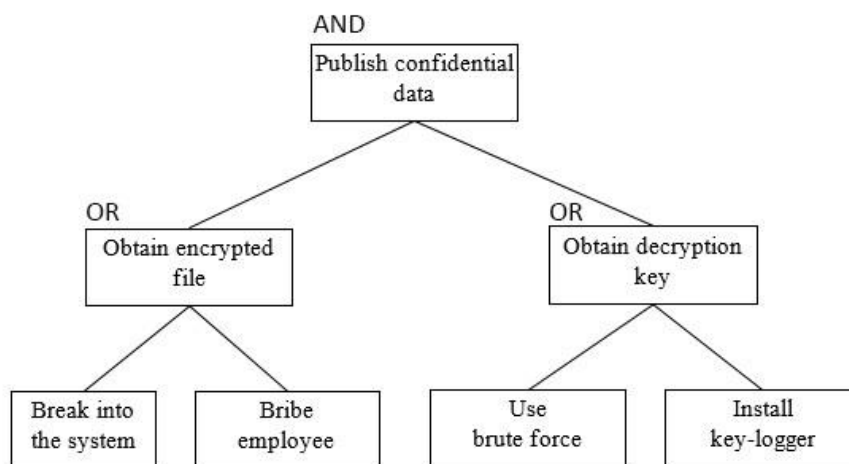 AND
Publish confidential
data
OR
Obtain encrypted
file
OR
Obtain decryption
key
Break into
the system
Bribe
employee
Use
brute force
Install
key-logger